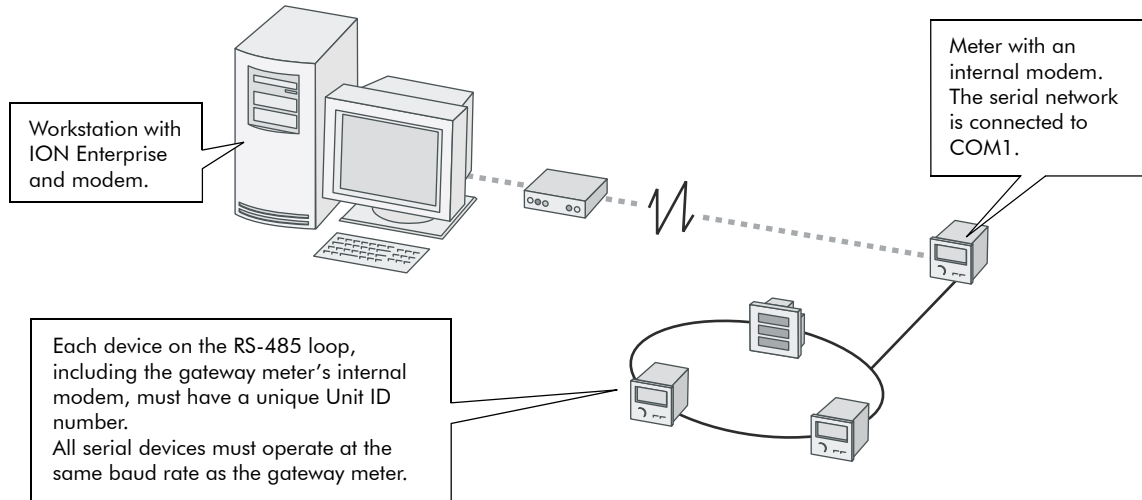 Meter with an
internal modem.
The serial network
is connected to
COM1.
Workstation with
ION Enterprise
and modem.
Each device on the RS-485 loop,
including the gateway meter's internal
modem, must have a unique Unit ID
number.
All serial devices must operate at the
same baud rate as the gateway meter.